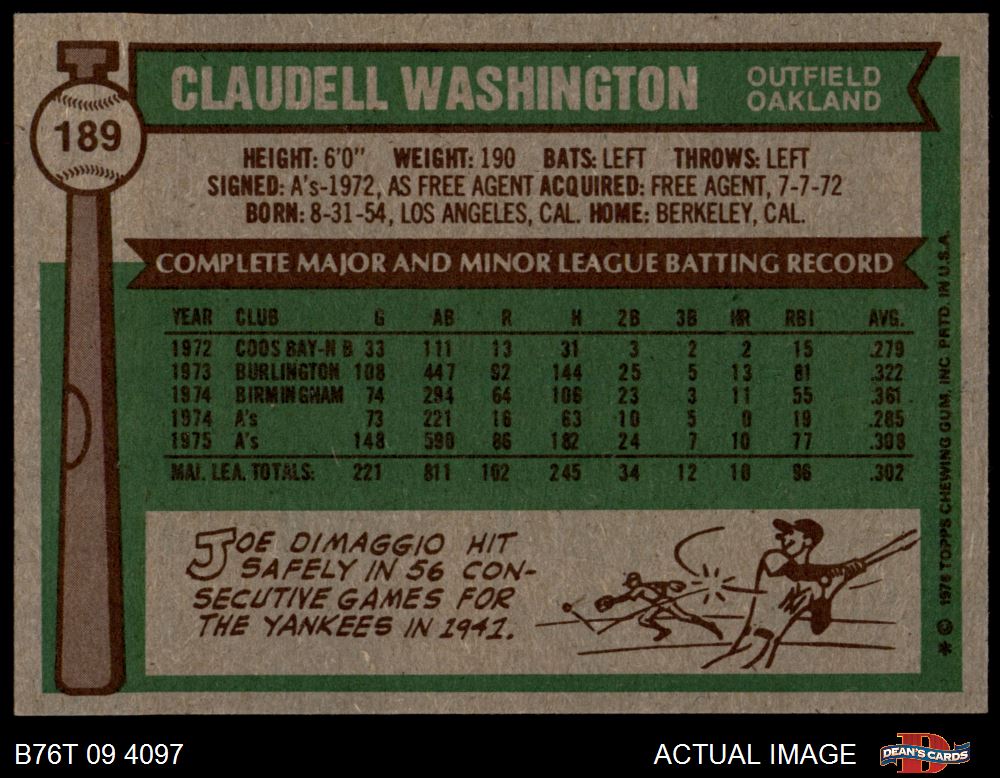 189
CLAUDELL WASHINGTON
OUTFIELD
OAKLAND
HEIGHT: 6'0" WEIGHT: 190 BATS: LEFT THROWS: LEFT
SIGNED: A's-1972, AS FREE AGENT ACQUIRED: FREE AGENT, 7-7-72
BORN: 8-31-54, LOS ANGELES, CAL. HOME: BERKELEY, CAL.
COMPLETE MAJOR AND MINOR LEAGUE BATTING RECORD
YEAR CLUB G AB R H 2B 3B HR RBI AVG.
1972 COOS BAY-N B 33 111 13 31 3 2 2 15 .279
1973 BURLINGTON 108 447 92 144 25 5 13 81 .322
1974 BIRMINGHAM 74 294 64 106 23 3 11 55 .361
1974 A's 73 221 16 63 10 5 0 19 .285
1975 A's 148 590 86 182 24 7 10 77 .308
MAJ. LEA. TOTALS: 221 811 102 245 34 12 10 96 .302
JOE DIMAGGIO HIT
SAFELY IN 56 CON-
SECUTIVE GAMES FOR
THE YANKEES IN 1941.
* © 1976 TOPPS CHEWING GUM, INC. PRTD. IN U.S.A.
B76T 09 4097
ACTUAL IMAGE
D
DEAN'S CARDS